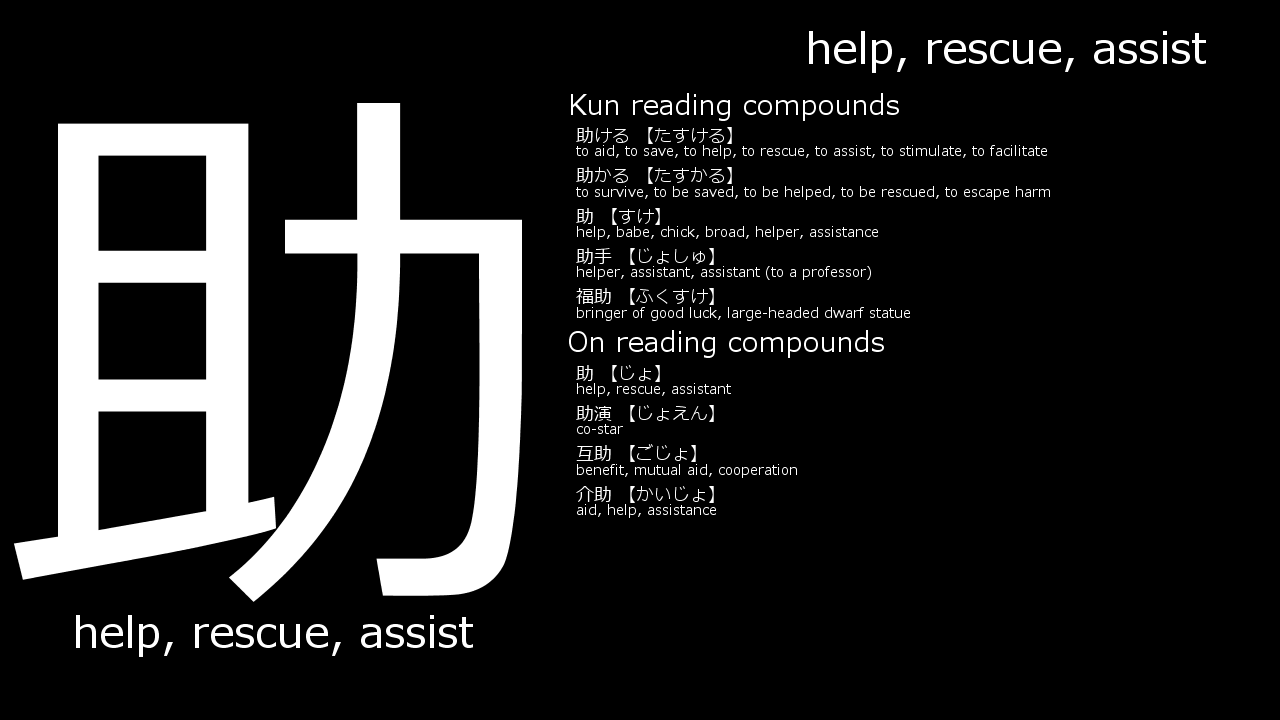 help, rescue, assist
助
help, rescue, assist
Kun reading compounds
助ける 【たすける】
to aid, to save, to help, to rescue, to assist, to stimulate, to facilitate
助かる 【たすかる】
to survive, to be saved, to be helped, to be rescued, to escape harm
助 【すけ】
help, babe, chick, broad, helper, assistance
助手 【じょしゅ】
helper, assistant, assistant (to a professor)
福助 【ふくすけ】
bringer of good luck, large-headed dwarf statue
On reading compounds
助 【じょ】
help, rescue, assistant
助演 【じょえん】
co-star
互助 【ごじょ】
benefit, mutual aid, cooperation
介助 【かいじょ】
aid, help, assistance